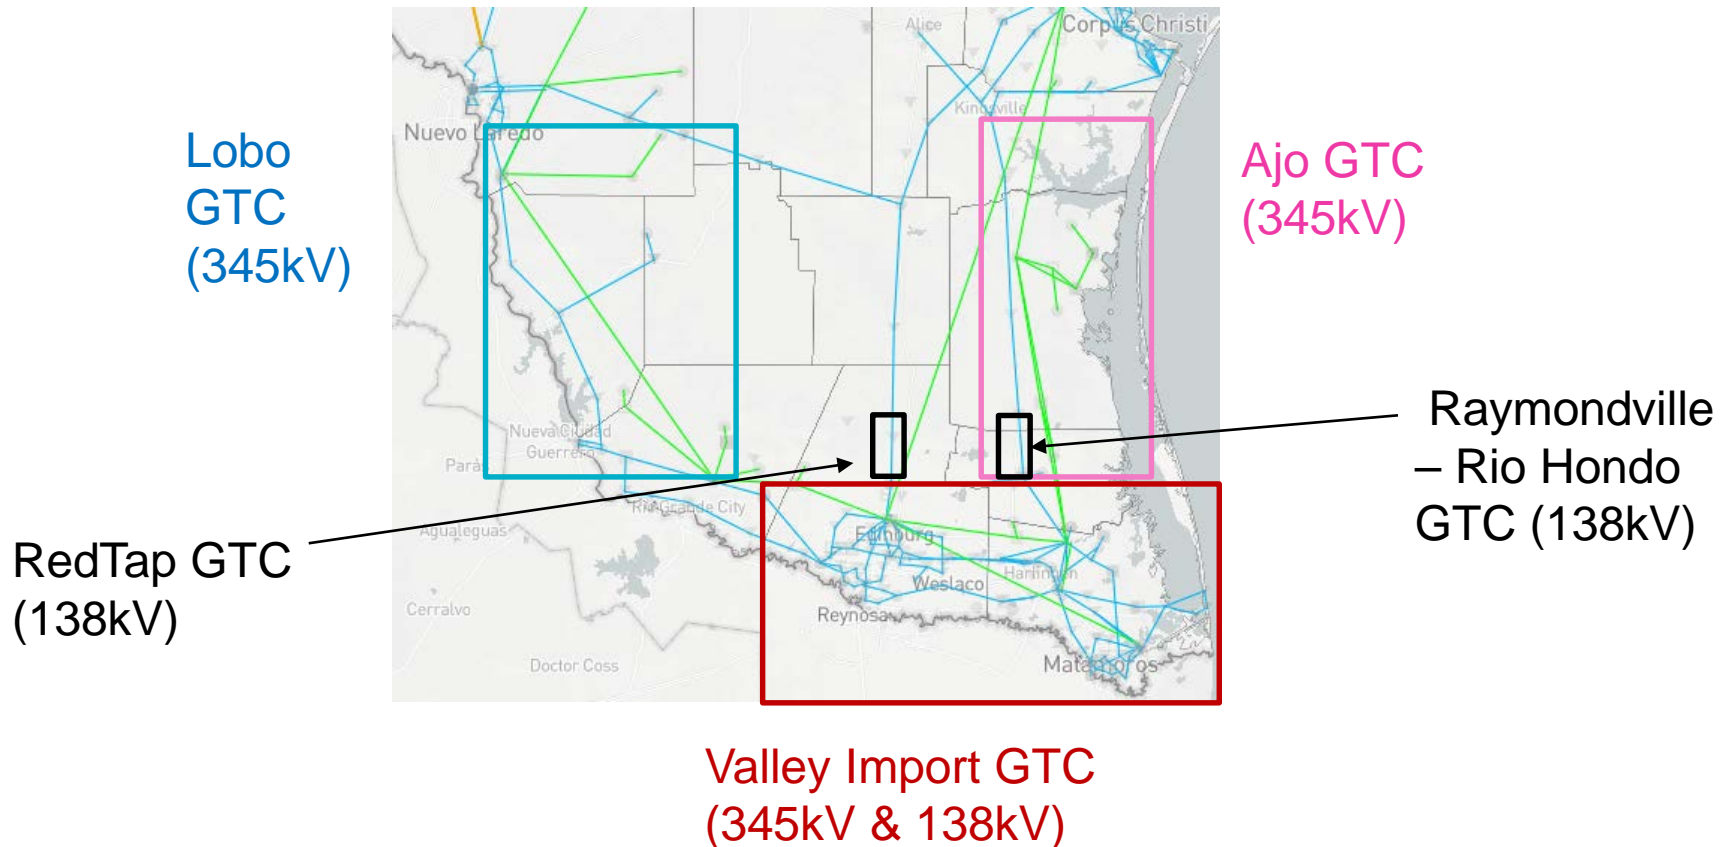 Alice
Corpus Christi
Kingsville
Nuevo Laredo
Lobo
GTC
(345kV)
Ajo GTC
(345kV)
Nueva Ciudad
Guerrero
Parás
Rio Grande City
Agualeguas
Edinburg
Weslaco
Harlingen
Reynosa
Cerralvo
Doctor Coss
Matamoros
Raymondville
– Rio Hondo
GTC (138kV)
RedTap GTC
(138kV)
Valley Import GTC
(345kV & 138kV)